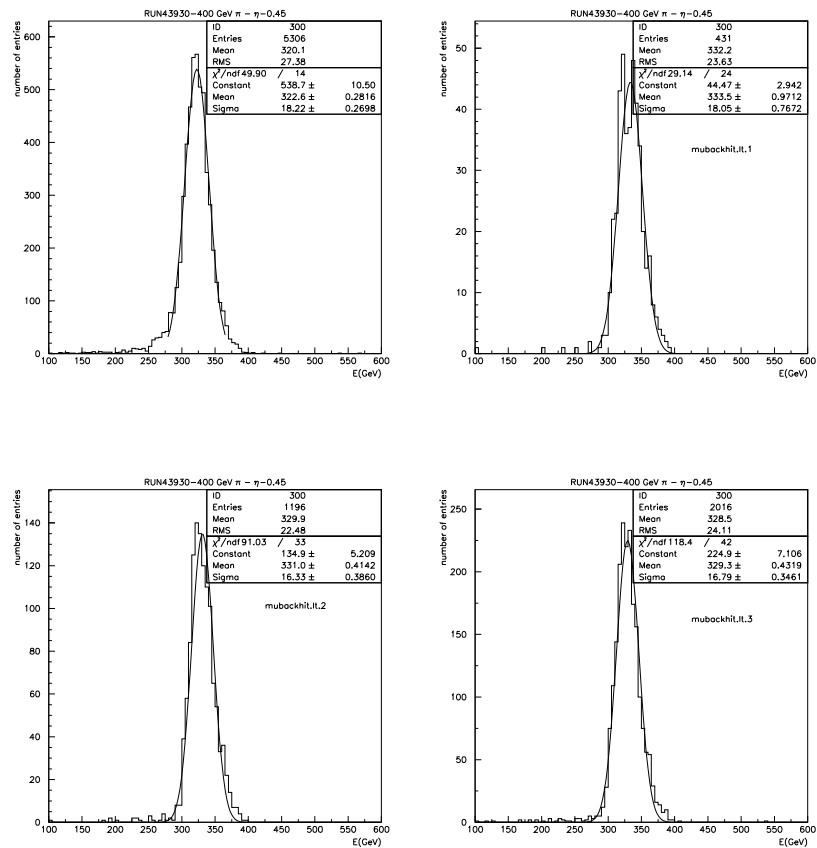 RUN43930-400 GeV π - η-0.45
number of entries
ID 300
Entries 5306
Mean 320.1
RMS 27.38
χ²/ndf 49.90 / 14
Constant 538.7 ± 10.50
Mean 322.6 ± 0.2816
Sigma 18.22 ± 0.2698
600
500
400
300
200
100
0
100 150 200 250 300 350 400 450 500 550 600
E(GeV)
RUN43930-400 GeV π - η-0.45
number of entries
ID 300
Entries 431
Mean 332.2
RMS 23.63
χ²/ndf 29.14 / 24
Constant 44.47 ± 2.942
Mean 333.5 ± 0.9712
Sigma 18.05 ± 0.7672
mubackhit.lt.1
50
40
30
20
10
0
100 150 200 250 300 350 400 450 500 550 600
E(GeV)
RUN43930-400 GeV π - η-0.45
number of entries
ID 300
Entries 1196
Mean 329.9
RMS 22.48
χ²/ndf 91.03 / 33
Constant 134.9 ± 5.209
Mean 331.0 ± 0.4142
Sigma 16.33 ± 0.3860
mubackhit.lt.2
140
120
100
80
60
40
20
0
100 150 200 250 300 350 400 450 500 550 600
E(GeV)
RUN43930-400 GeV π - η-0.45
number of entries
ID 300
Entries 2016
Mean 328.5
RMS 24.11
χ²/ndf 118.4 / 42
Constant 224.9 ± 7.106
Mean 329.3 ± 0.4319
Sigma 16.79 ± 0.3461
mubackhit.lt.3
250
200
150
100
50
0
100 150 200 250 300 350 400 450 500 550 600
E(GeV)